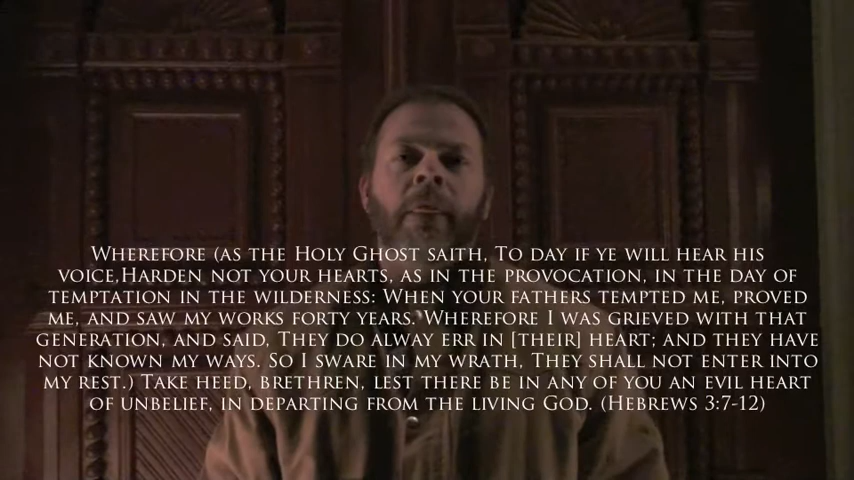 Wherefore (as the Holy Ghost saith, To day if ye will hear his
voice,Harden not your hearts, as in the provocation, in the day of
temptation in the wilderness: When your fathers tempted me, proved
me, and saw my works forty years. Wherefore I was grieved with that
generation, and said, They do alway err in [their] heart; and they have
not known my ways. So I sware in my wrath, They shall not enter into
my rest.) Take heed, brethren, lest there be in any of you an evil heart
of unbelief, in departing from the living God. (Hebrews 3:7-12)